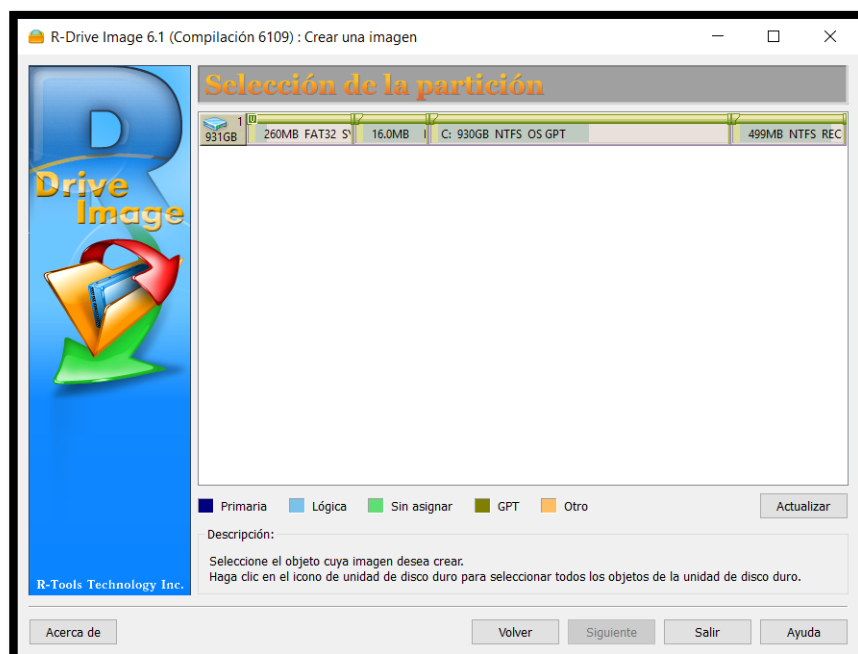 R-Drive Image 6.1 (Compilación 6109) : Crear una imagen
Selección de la partición
1
931GB
260MB FAT32 SY
16.0MB
C: 930GB NTFS OS GPT
499MB NTFS REC
R
Drive
Image
R-Tools Technology Inc.
Primaria Lógica Sin asignar GPT Otro
Actualizar
Descripción:
Seleccione el objeto cuya imagen desea crear.
Haga clic en el icono de unidad de disco duro para seleccionar todos los objetos de la unidad de disco duro.
Acerca de Volver Siguiente Salir Ayuda